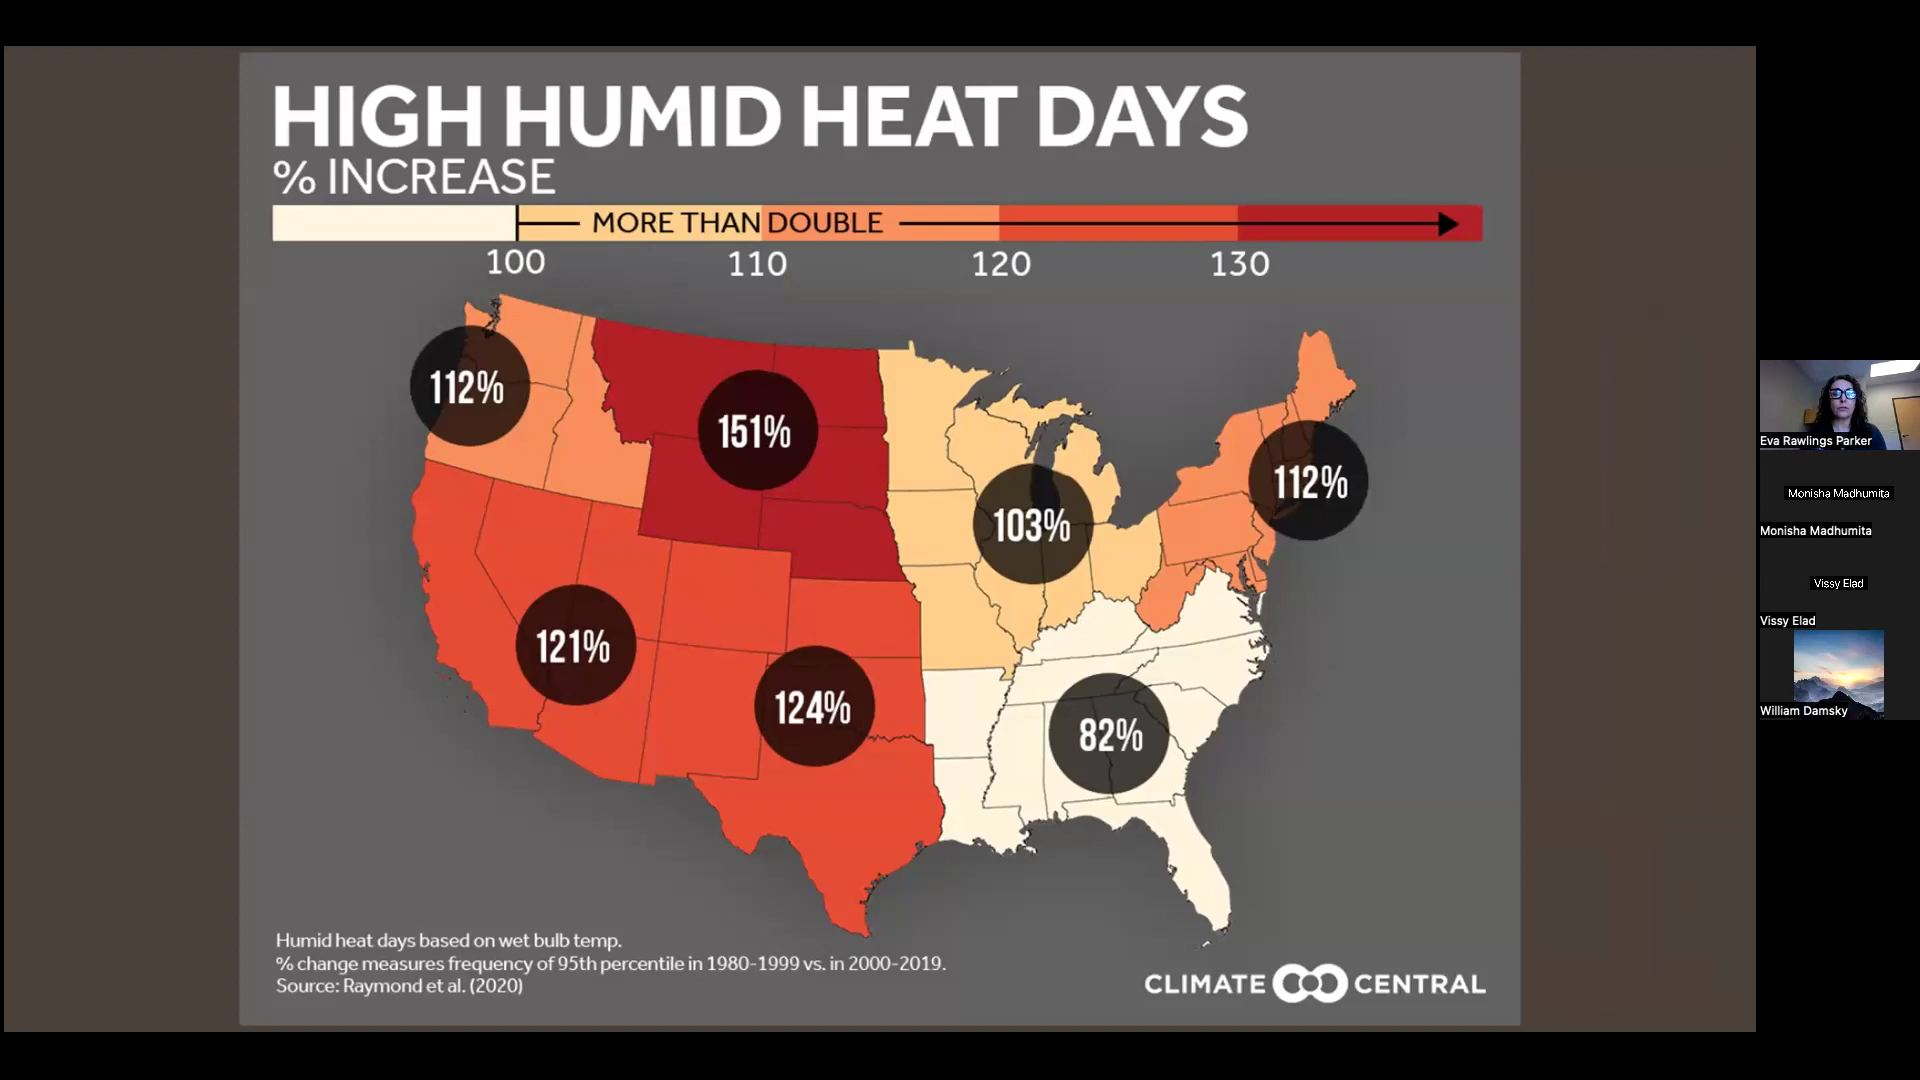 HIGH HUMID HEAT DAYS
% INCREASE
MORE THAN DOUBLE
100 110 120 130
112%
151%
112%
103%
121%
124%
82%
Humid heat days based on wet bulb temp.
% change measures frequency of 95th percentile in 1980-1999 vs. in 2000-2019.
Source: Raymond et al. (2020)
CLIMATE CENTRAL
Eva Rawlings Parker
Monisha Madhumita
Monisha Madhumita
Vissy Elad
Vissy Elad
William Damsky